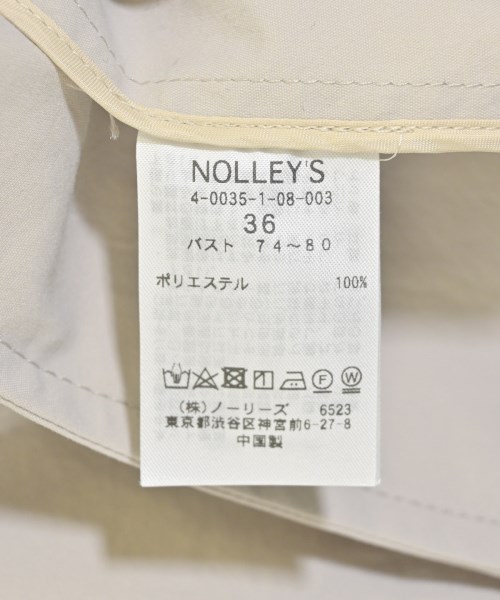 NOLLEY'S
4-0035-1-08-003
36
バスト 74～80
ポリエステル 100%
F W
(株)ノーリーズ 6523
東京都渋谷区神宮前6-27-8
中国製